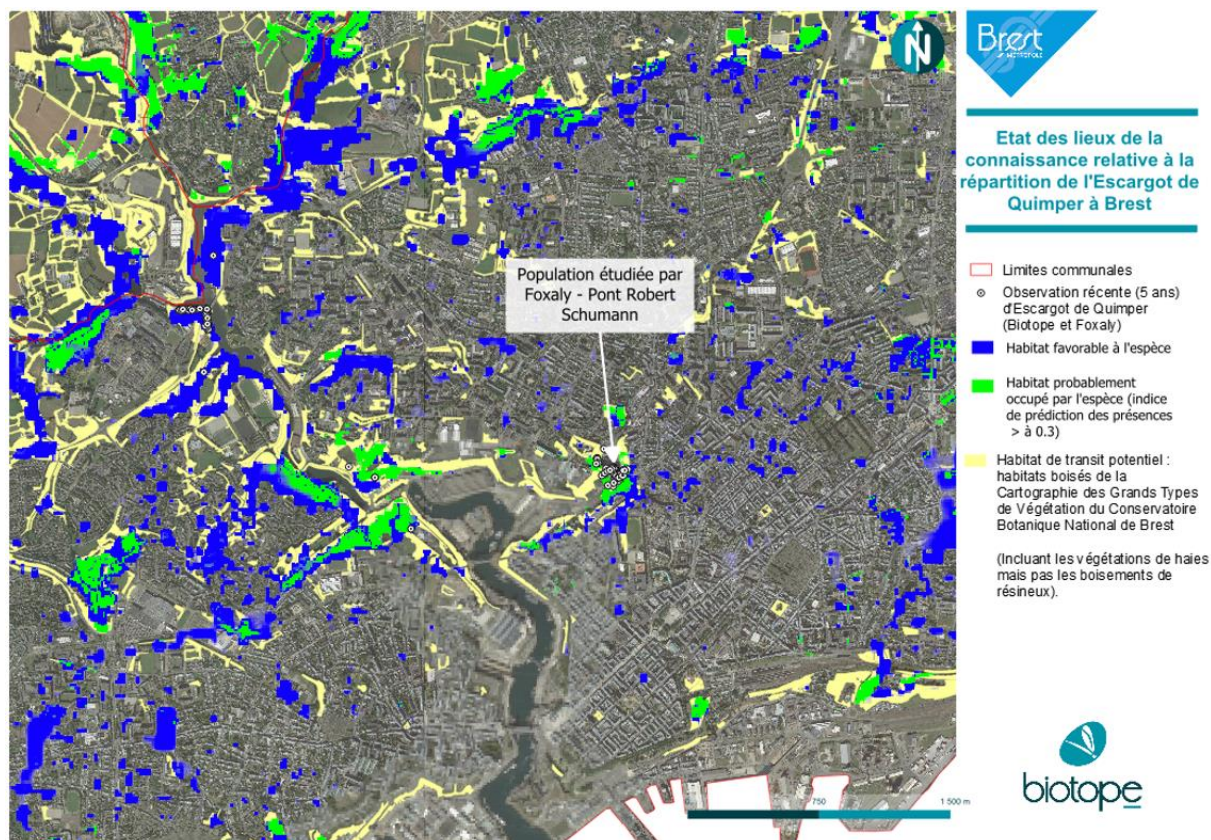 N
Brest
MÉTROPOLE
Etat des lieux de la
connaissance relative à la
répartition de l'Escargot de
Quimper à Brest
Population étudiée par
Foxaly - Pont Robert
Schumann
Limites communales
Observation récente (5 ans)
d'Escargot de Quimper
(Biotope et Foxaly)
Habitat favorable à l'espèce
Habitat probablement
occupé par l'espèce (indice
de prédiction des présences
> à 0.3)
Habitat de transit potentiel :
habitats boisés de la
Cartographie des Grands Types
de Végétation du Conservatoire
Botanique National de Brest
(Incluant les végétations de haies
mais pas les boisements de
résineux).
0 750 1 500 m
biotope